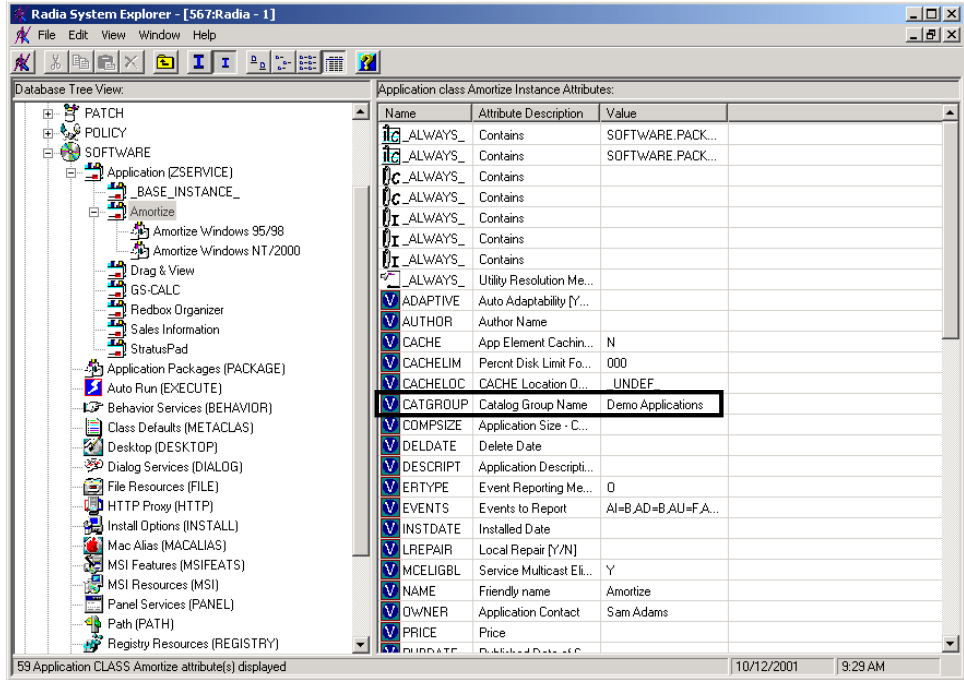 Radia System Explorer - [567:Radia - 1]
File Edit View Window Help
Database Tree View:
PATCH
POLICY
SOFTWARE
Application (ZSERVICE)
_BASE_INSTANCE_
Amortize
Amortize Windows 95/98
Amortize Windows NT/2000
Drag & View
GS-CALC
Redbox Organizer
Sales Information
StratusPad
Application Packages (PACKAGE)
Auto Run (EXECUTE)
Behavior Services (BEHAVIOR)
Class Defaults (METACLAS)
Desktop (DESKTOP)
Dialog Services (DIALOG)
File Resources (FILE)
HTTP Proxy (HTTP)
Install Options (INSTALL)
Mac Alias (MACALIAS)
MSI Features (MSIFEATS)
MSI Resources (MSI)
Panel Services (PANEL)
Path (PATH)
Registry Resources (REGISTRY)
Application class Amortize Instance Attributes:
Name Attribute Description Value
_ALWAYS_ Contains SOFTWARE.PACK...
_ALWAYS_ Contains SOFTWARE.PACK...
_ALWAYS_ Contains
_ALWAYS_ Contains
_ALWAYS_ Contains
_ALWAYS_ Contains
_ALWAYS_ Contains
_ALWAYS_ Utility Resolution Me...
V ADAPTIVE Auto Adaptability [Y...
V AUTHOR Author Name
V CACHE App Element Cachin... N
V CACHELIM Percnt Disk Limit Fo... 000
V CACHELOC CACHE Location O... _UNDEF_
V CATGROUP Catalog Group Name Demo Applications
V COMPSIZE Application Size - C...
V DELDATE Delete Date
V DESCRIPT Application Descripti...
V ERTYPE Event Reporting Me... O
V EVENTS Events to Report AI=B,AD=B,AU=F,A...
V INSTDATE Installed Date
V LREPAIR Local Repair [Y/N]
V MCELIGBL Service Multicast Eli... Y
V NAME Friendly name Amortize
V OWNER Application Contact Sam Adams
V PRICE Price
59 Application CLASS Amortize attribute(s) displayed
10/12/2001 9:29 AM